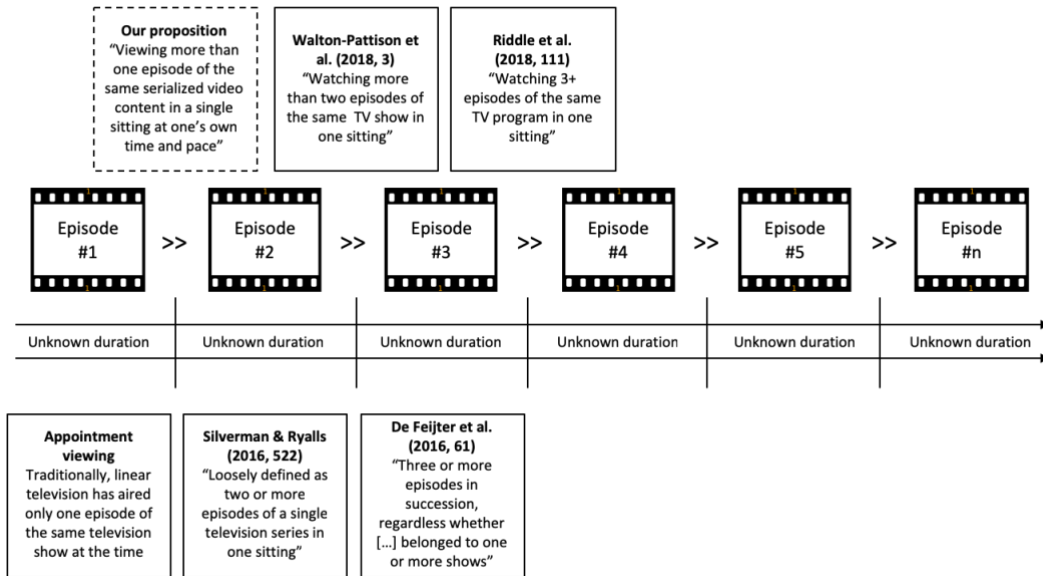 Our proposition
“Viewing more than
one episode of the
same serialized video
content in a single
sitting at one’s own
time and pace”
Walton-Pattison et
al. (2018, 3)
“Watching more
than two episodes of
the same TV show in
one sitting”
Riddle et al.
(2018, 111)
“Watching 3+
episodes of the same
TV program in one
sitting”
Episode
#1
>>
Episode
#2
>>
Episode
#3
>>
Episode
#4
>>
Episode
#5
>>
Episode
#n
Unknown duration
Unknown duration
Unknown duration
Unknown duration
Unknown duration
Unknown duration
Appointment
viewing
Traditionally, linear
television has aired
only one episode of
the same television
show at the time
Silverman & Ryalls
(2016, 522)
“Loosely defined as
two or more
episodes of a single
television series in
one sitting”
De Feijter et al.
(2016, 61)
“Three or more
episodes in
succession,
regardless whether
[…] belonged to one
or more shows”